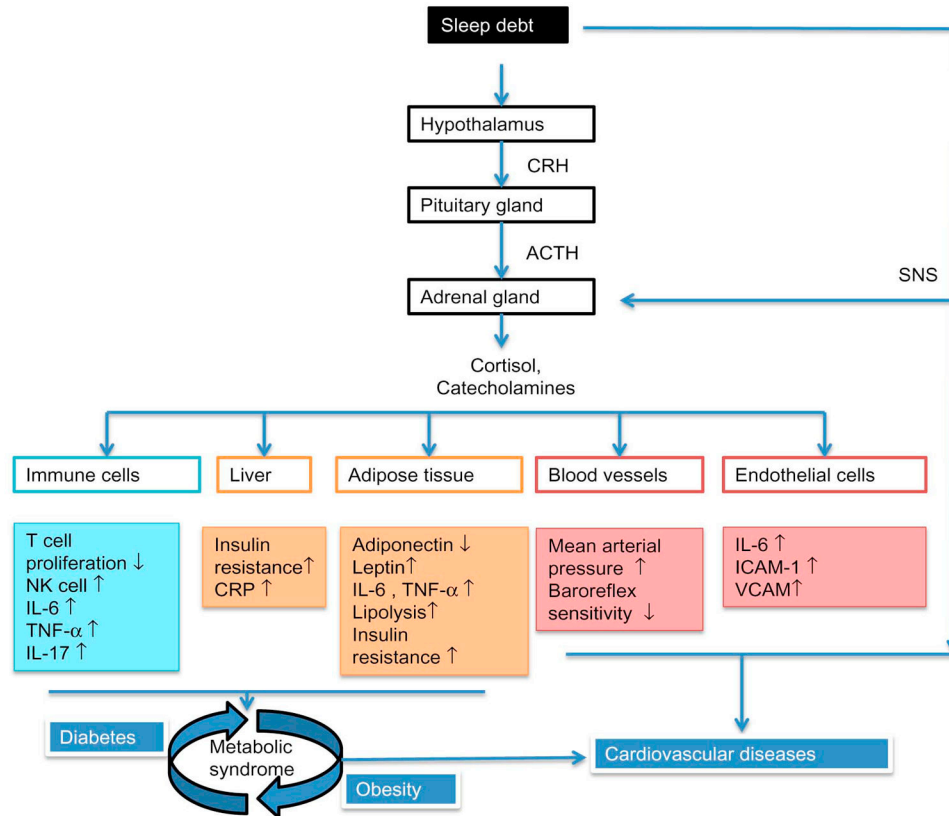 Sleep debt
Hypothalamus
CRH
Pituitary gland
ACTH
SNS
Adrenal gland
Cortisol,
Catecholamines
Immune cells
Liver
Adipose tissue
Blood vessels
Endothelial cells
T cell
proliferation ↓
NK cell ↑
IL-6 ↑
TNF-α ↑
IL-17 ↑
Insulin
resistance↑
CRP ↑
Adiponectin ↓
Leptin↑
IL-6 , TNF-α ↑
Lipolysis↑
Insulin
resistance ↑
Mean arterial
pressure ↑
Baroreflex
sensitivity ↓
IL-6 ↑
ICAM-1 ↑
VCAM↑
Diabetes
Metabolic
syndrome
Obesity
Cardiovascular diseases